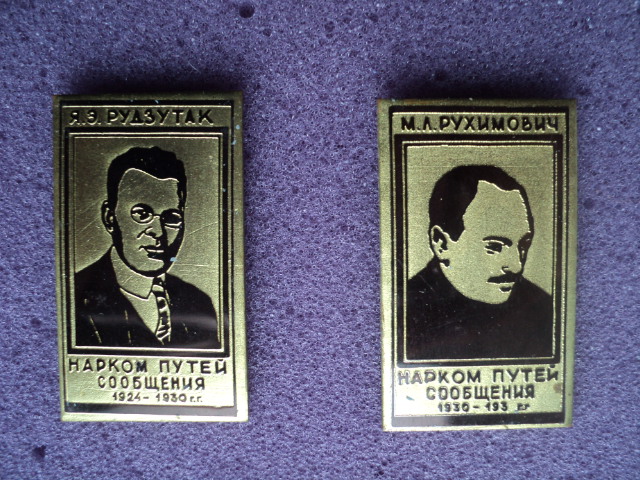 Я.Э. РУДЗУТАК
НАРКОМ ПУТЕЙ
СООБЩЕНИЯ
1924-1930 г.г.
М.Л. РУХИМОВИЧ
НАРКОМ ПУТЕЙ
СООБЩЕНИЯ
1930-193 г.г